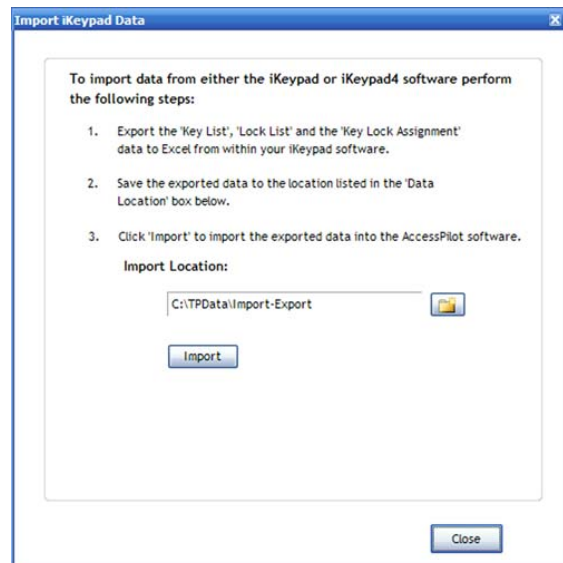 Import iKeypad Data
To import data from either the iKeypad or iKeypad4 software perform
the following steps:
1. Export the 'Key List', 'Lock List' and the 'Key Lock Assignment'
data to Excel from within your iKeypad software.
2. Save the exported data to the location listed in the 'Data
Location' box below.
3. Click 'Import' to import the exported data into the AccessPilot software.
Import Location:
C:\TPData\Import-Export
Import
Close